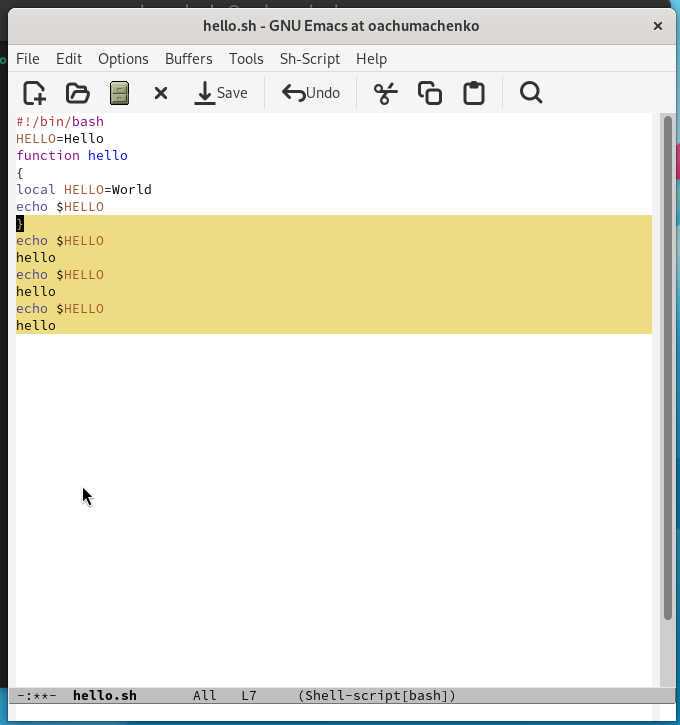 hello.sh - GNU Emacs at oachumachenko
File Edit Options Buffers Tools Sh-Script Help
Save Undo
#!/bin/bash
HELLO=Hello
function hello
{
local HELLO=World
echo $HELLO
}
echo $HELLO
hello
echo $HELLO
hello
echo $HELLO
hello
-:**- hello.sh All L7 (Shell-script[bash])